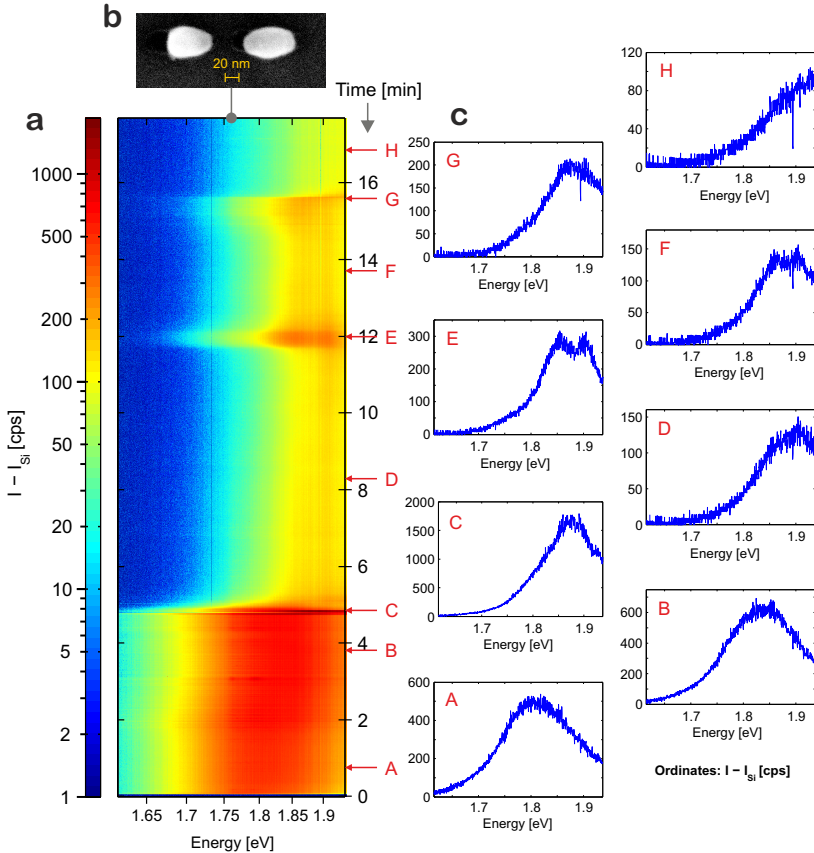 b
20 nm
Time [min]
a
1000
500
200
100
50
20
10
5
2
1
I − I_Si [cps]
16
14
12
10
8
6
4
2
0
H
G
F
E
D
C
B
A
1.65 1.7 1.75 1.8 1.85 1.9
Energy [eV]
c
G
250
200
150
100
50
0
1.7 1.8 1.9
Energy [eV]
E
300
200
100
0
1.7 1.8 1.9
Energy [eV]
C
2000
1500
1000
500
0
1.7 1.8 1.9
Energy [eV]
A
600
400
200
0
1.7 1.8 1.9
Energy [eV]
H
120
80
40
0
1.7 1.8 1.9
Energy [eV]
F
150
100
50
0
1.7 1.8 1.9
Energy [eV]
D
150
100
50
0
1.7 1.8 1.9
Energy [eV]
B
600
400
200
0
1.7 1.8 1.9
Energy [eV]
Ordinates: I − I_Si [cps]